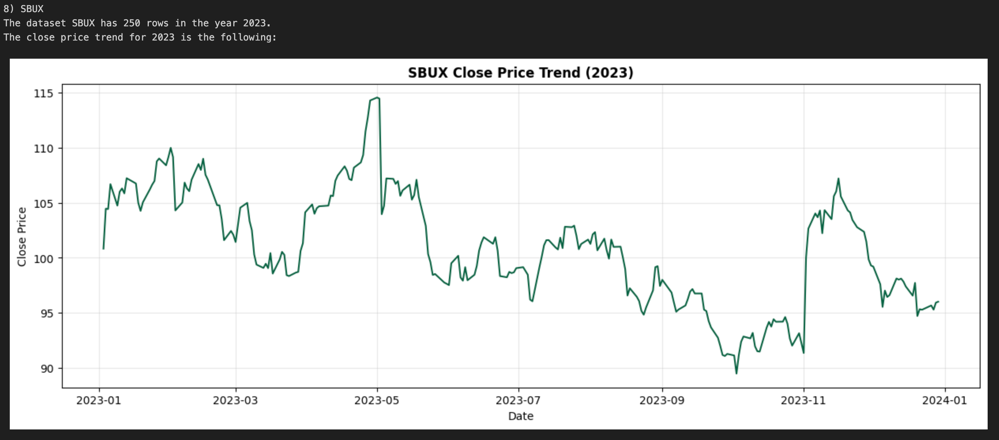 8) SBUX
The dataset SBUX has 250 rows in the year 2023.
The close price trend for 2023 is the following:
SBUX Close Price Trend (2023)
115
110
105
100
95
90
Close Price
2023-01 2023-03 2023-05 2023-07 2023-09 2023-11 2024-01
Date